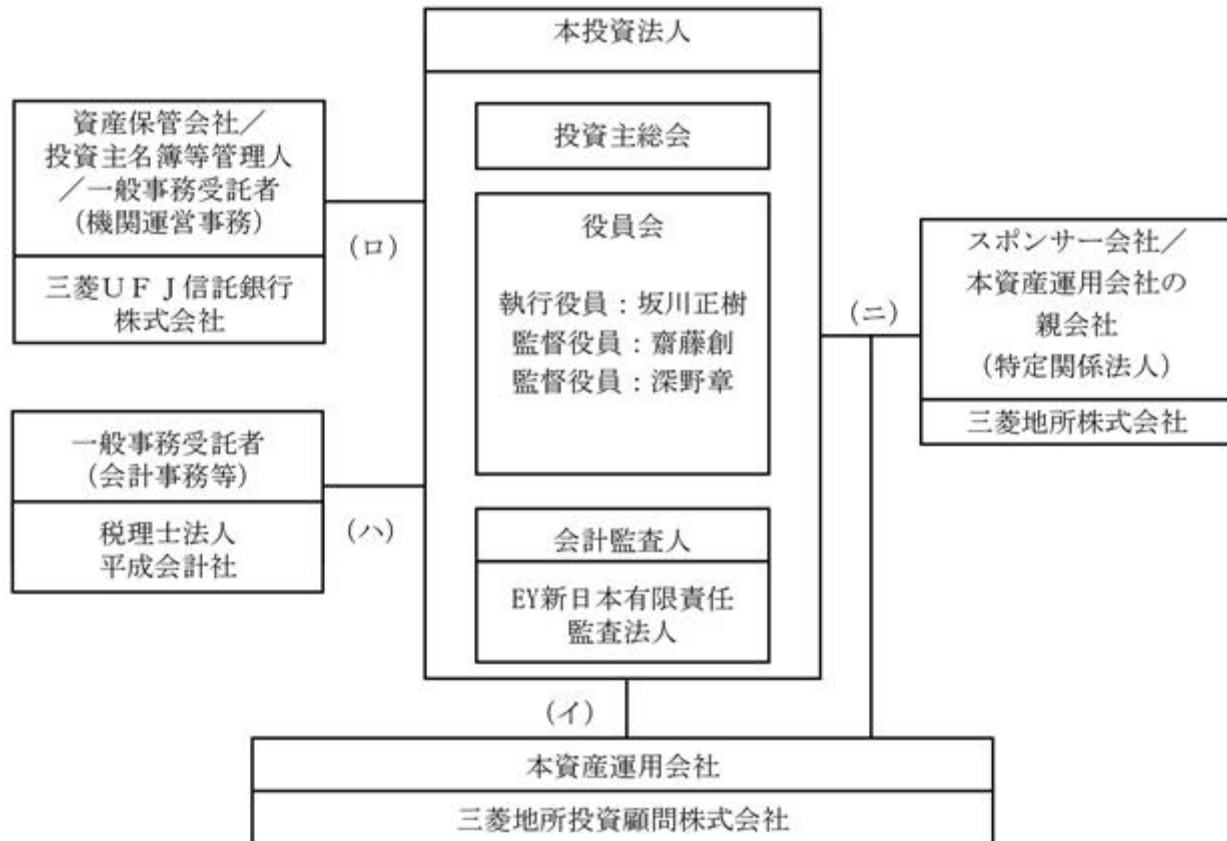 本投資法人
投資主総会
役員会
執行役員：坂川正樹
監督役員：齋藤創
監督役員：深野章
会計監査人
EY新日本有限責任
監査法人
資産保管会社／
投資主名簿等管理人
／一般事務受託者
（機関運営事務）
三菱ＵＦＪ信託銀行
株式会社
（ロ）
一般事務受託者
（会計事務等）
税理士法人
平成会計社
（ハ）
（ニ）
スポンサー会社／
本資産運用会社の
親会社
（特定関係法人）
三菱地所株式会社
（イ）
本資産運用会社
三菱地所投資顧問株式会社